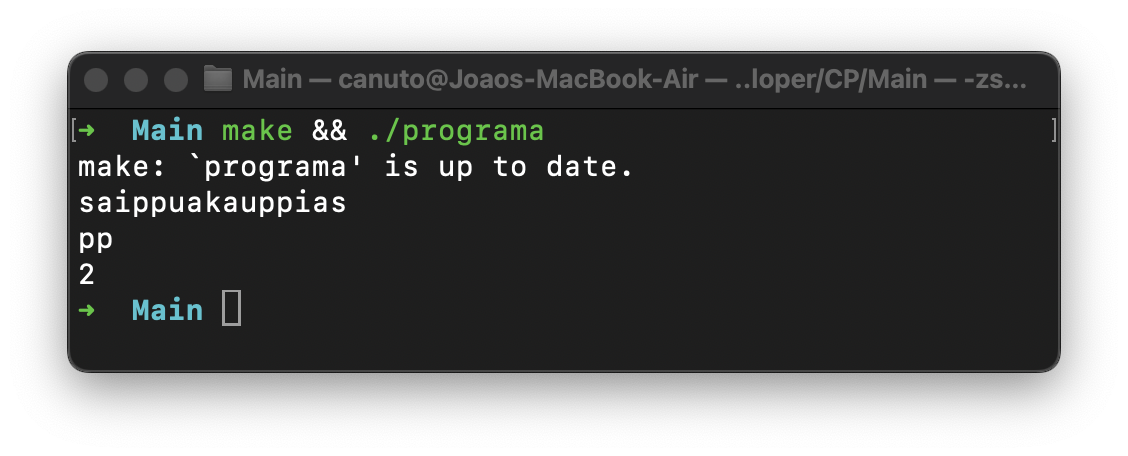 Main — canuto@Joaos-MacBook-Air — ..loper/CP/Main — -zs...
[➜  Main make && ./programa ]
make: `programa' is up to date.
saippuakauppias
pp
2
➜  Main